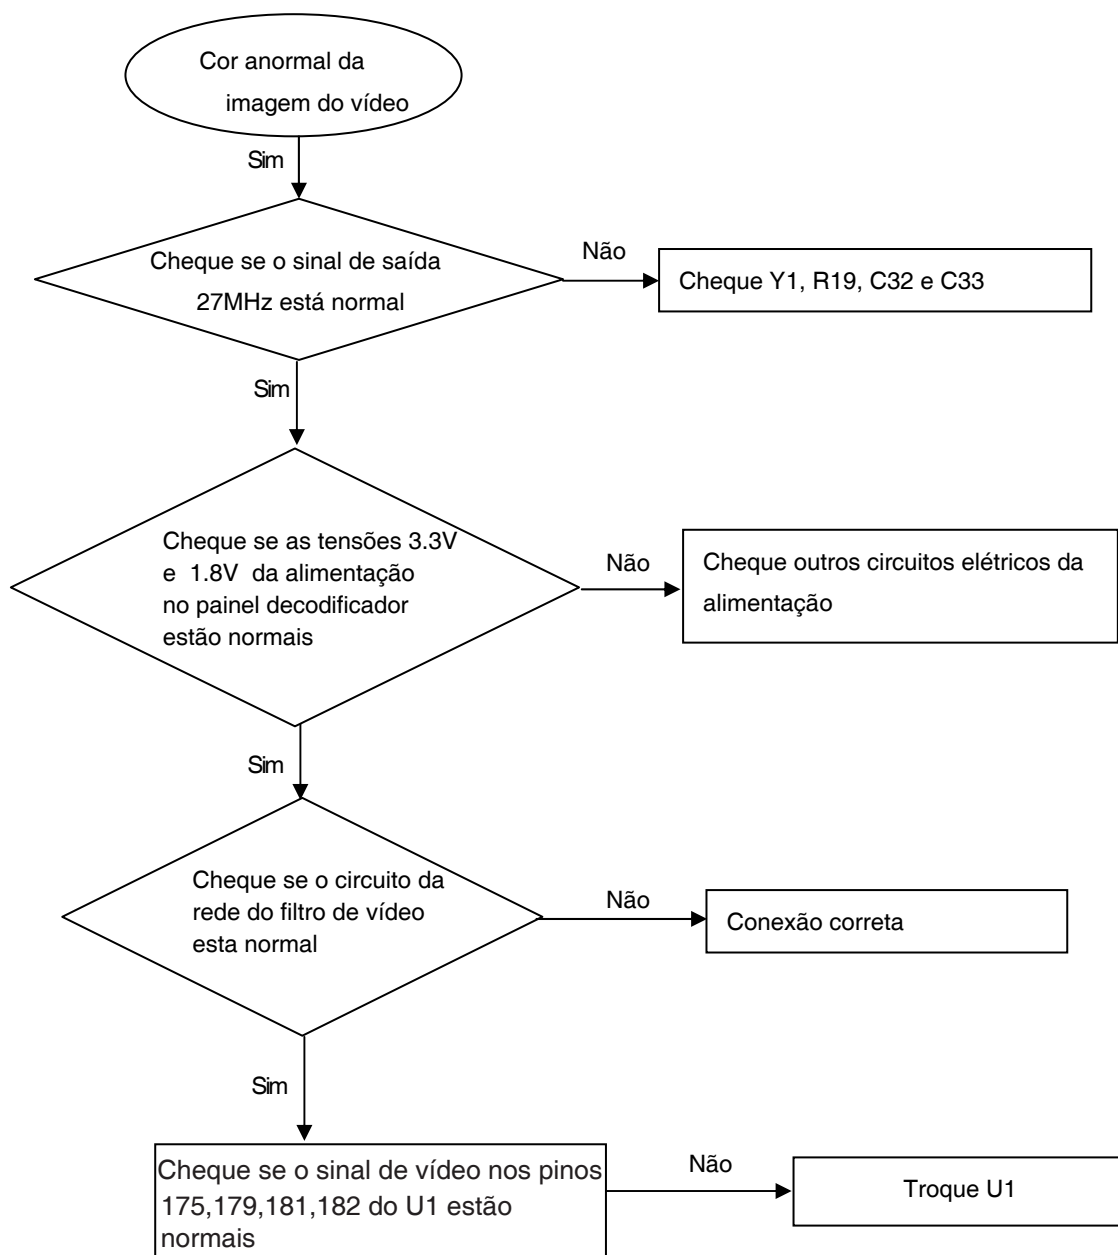 Cor anormal da
imagem do vídeo
Sim
Cheque se o sinal de saída
27MHz está normal
Não
Cheque Y1, R19, C32 e C33
Sim
Cheque se as tensões 3.3V
e 1.8V da alimentação
no painel decodificador
estão normais
Não
Cheque outros circuitos elétricos da
alimentação
Sim
Cheque se o circuito da
rede do filtro de vídeo
esta normal
Não
Conexão correta
Sim
Cheque se o sinal de vídeo nos pinos
175,179,181,182 do U1 estão
normais
Não
Troque U1